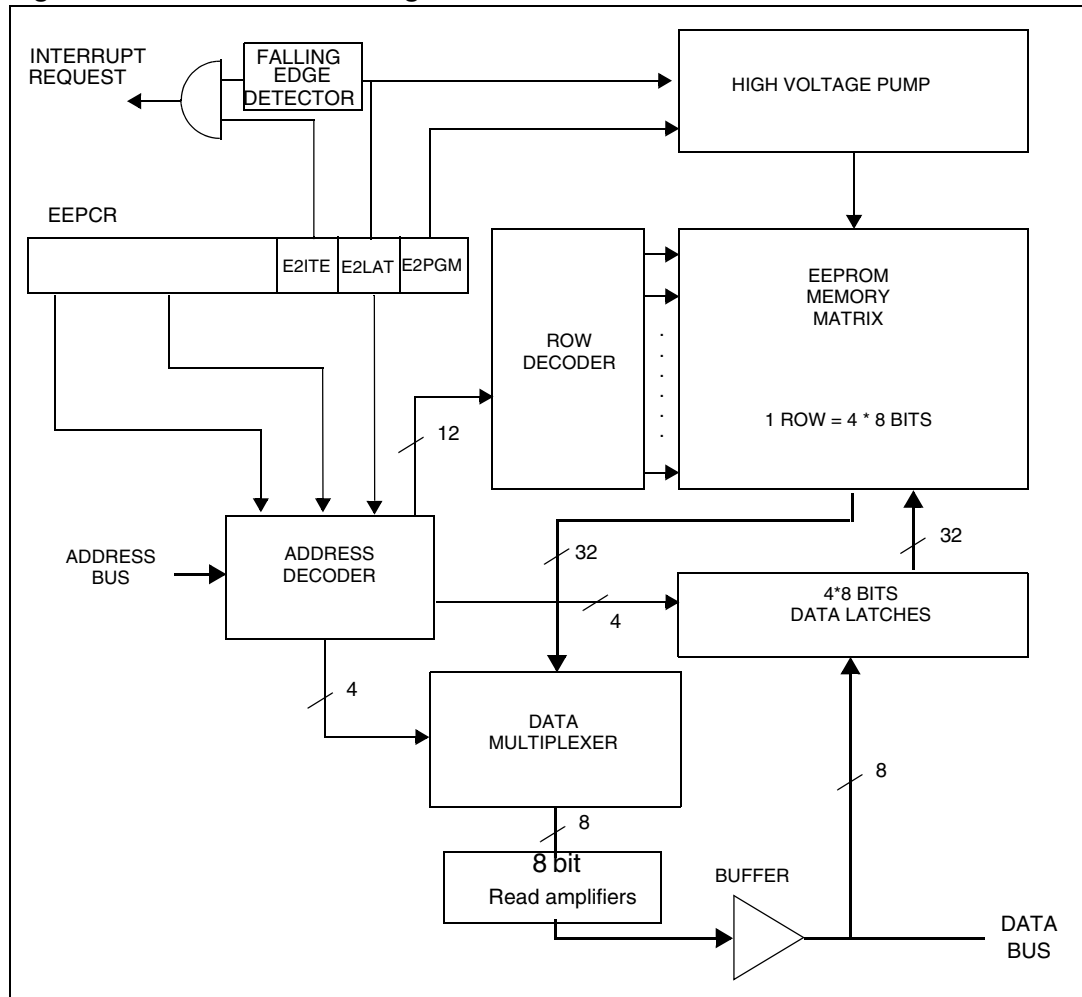 INTERRUPT
REQUEST
FALLING
EDGE
DETECTOR
HIGH VOLTAGE PUMP
EEPCR
E2ITE E2LAT E2PGM
ROW
DECODER
EEPROM
MEMORY
MATRIX
1 ROW = 4 * 8 BITS
12
ADDRESS
BUS
ADDRESS
DECODER
32
32
4
4*8 BITS
DATA LATCHES
4
DATA
MULTIPLEXER
8
8
8 bit
Read amplifiers
BUFFER
DATA
BUS